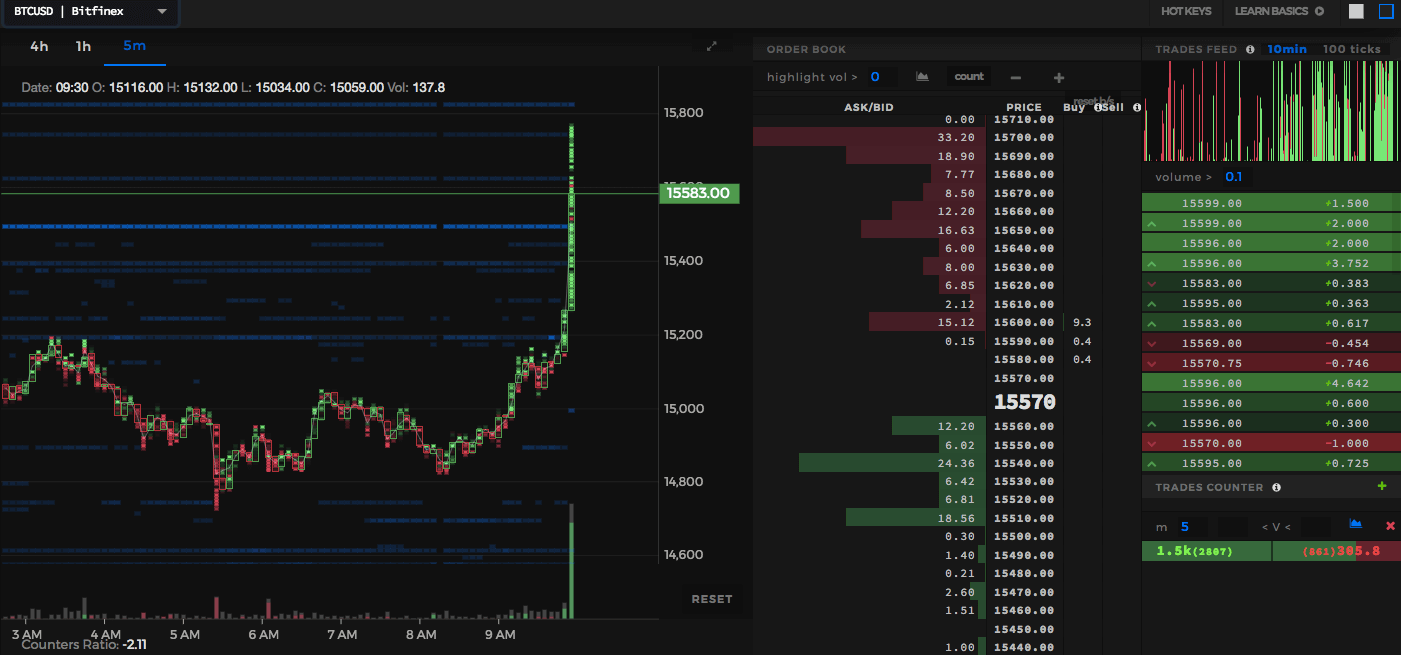 BTCUSD | Bitfinex
HOT KEYS LEARN BASICS
4h 1h 5m
Date: 09:30 O: 15116.00 H: 15132.00 L: 15034.00 C: 15059.00 Vol: 137.8
15,800
15583.00
15,400
15,200
15,000
14,800
14,600
RESET
3 AM 4 AM 5 AM 6 AM 7 AM 8 AM 9 AM
Counters Ratio: -2.11
ORDER BOOK
highlight vol > 0 count − +
reset b/s
ASK/BID PRICE Buy Sell
0.00 15710.00
33.20 15700.00
18.90 15690.00
7.77 15680.00
8.50 15670.00
12.20 15660.00
16.63 15650.00
6.00 15640.00
8.00 15630.00
6.85 15620.00
2.12 15610.00
15.12 15600.00 9.3
0.15 15590.00 0.4
15580.00 0.4
15570.00
15570
12.20 15560.00
6.02 15550.00
24.36 15540.00
6.42 15530.00
6.81 15520.00
18.56 15510.00
0.30 15500.00
1.40 15490.00
0.21 15480.00
2.60 15470.00
1.51 15460.00
15450.00
1.00 15440.00
TRADES FEED 10min 100 ticks
volume > 0.1
15599.00 +1.500
15599.00 +2.000
15596.00 +2.000
15596.00 +3.752
15583.00 +0.383
15595.00 +0.363
15583.00 +0.617
15569.00 −0.454
15570.75 −0.746
15596.00 +4.642
15596.00 +0.600
15596.00 +0.300
15570.00 −1.000
15595.00 +0.725
TRADES COUNTER +
m 5 < V <
1.5k(2807) (861)305.8